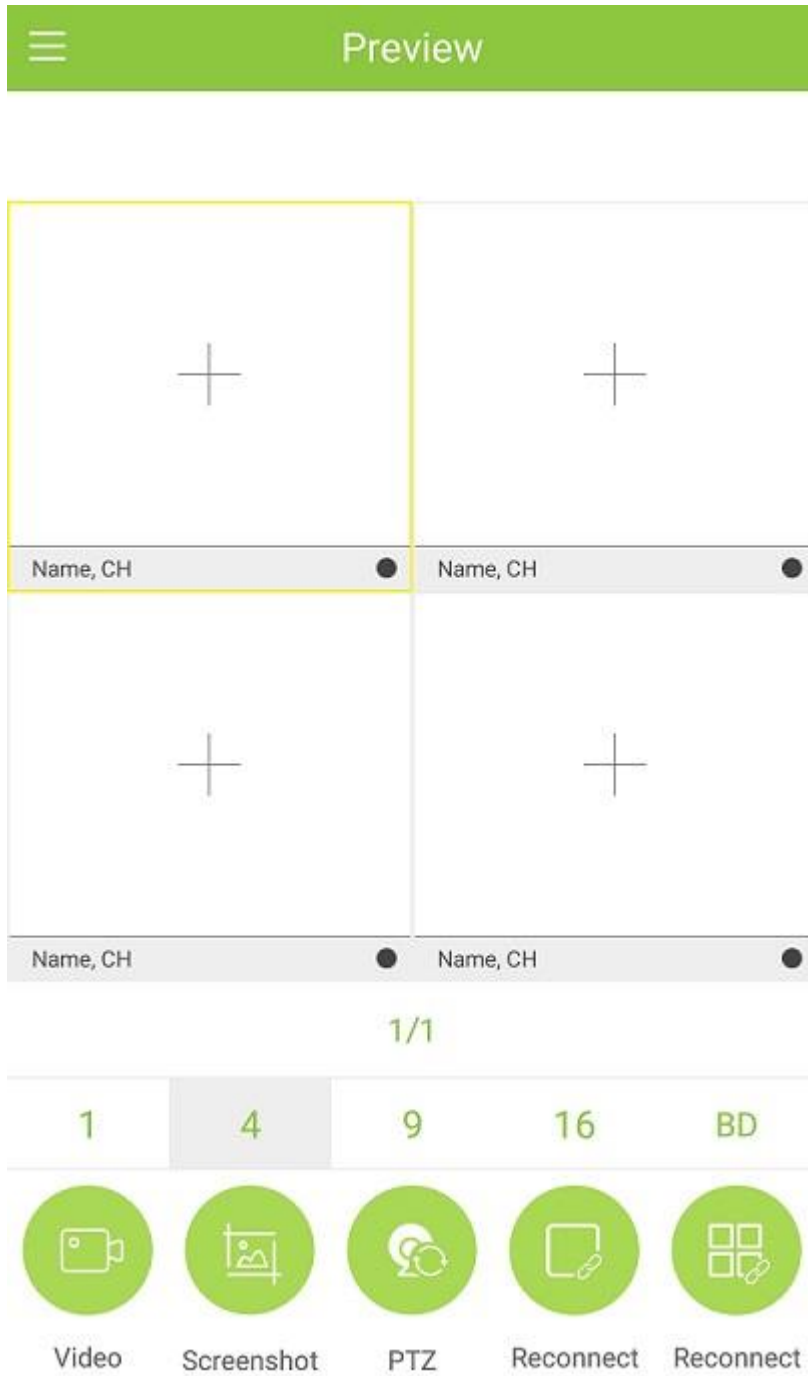 Preview
Name, CH
Name, CH
Name, CH
Name, CH
1/1
1 4 9 16 BD
Video Screenshot PTZ Reconnect Reconnect